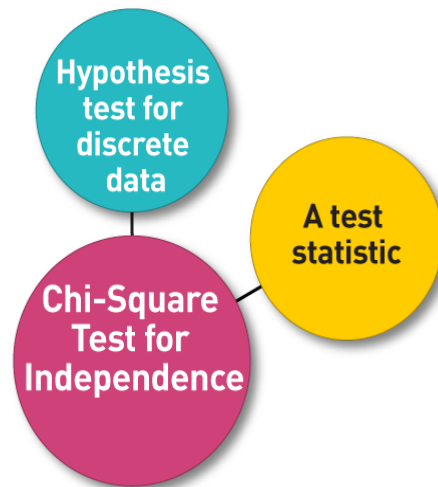 Hypothesis
test for
discrete
data
A test
statistic
Chi-Square
Test for
Independence